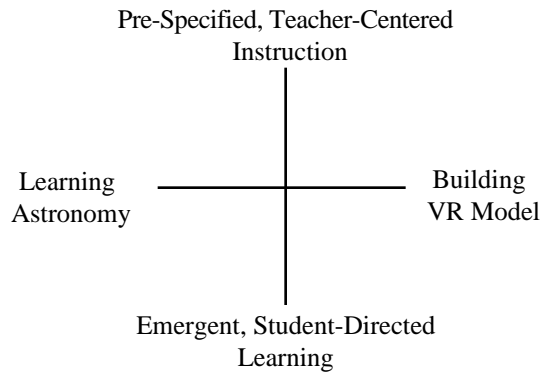 Pre-Specified, Teacher-Centered
Instruction
Learning
Astronomy
Building
VR Model
Emergent, Student-Directed
Learning